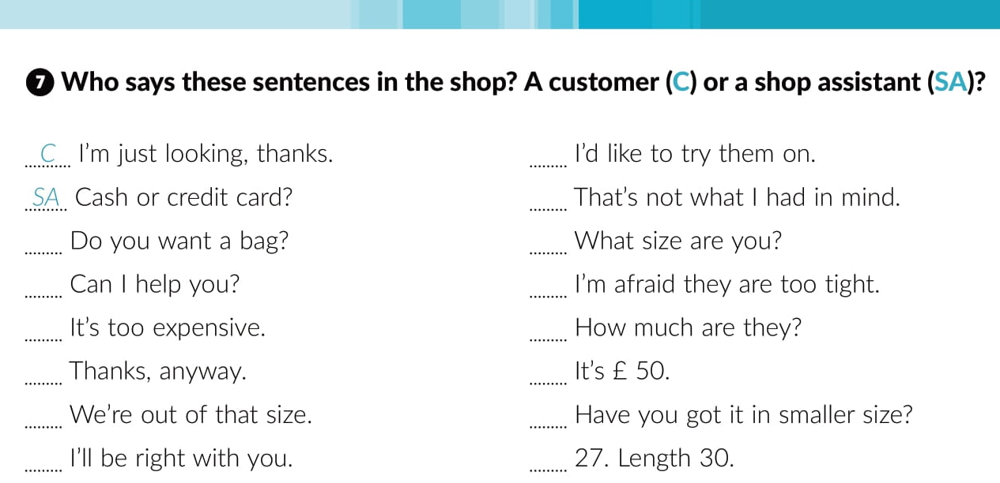 7 Who says these sentences in the shop? A customer (C) or a shop assistant (SA)?
C I'm just looking, thanks.
SA Cash or credit card?
......... Do you want a bag?
......... Can I help you?
......... It's too expensive.
......... Thanks, anyway.
......... We're out of that size.
......... I'll be right with you.
......... I'd like to try them on.
......... That's not what I had in mind.
......... What size are you?
......... I'm afraid they are too tight.
......... How much are they?
......... It's £ 50.
......... Have you got it in smaller size?
......... 27. Length 30.